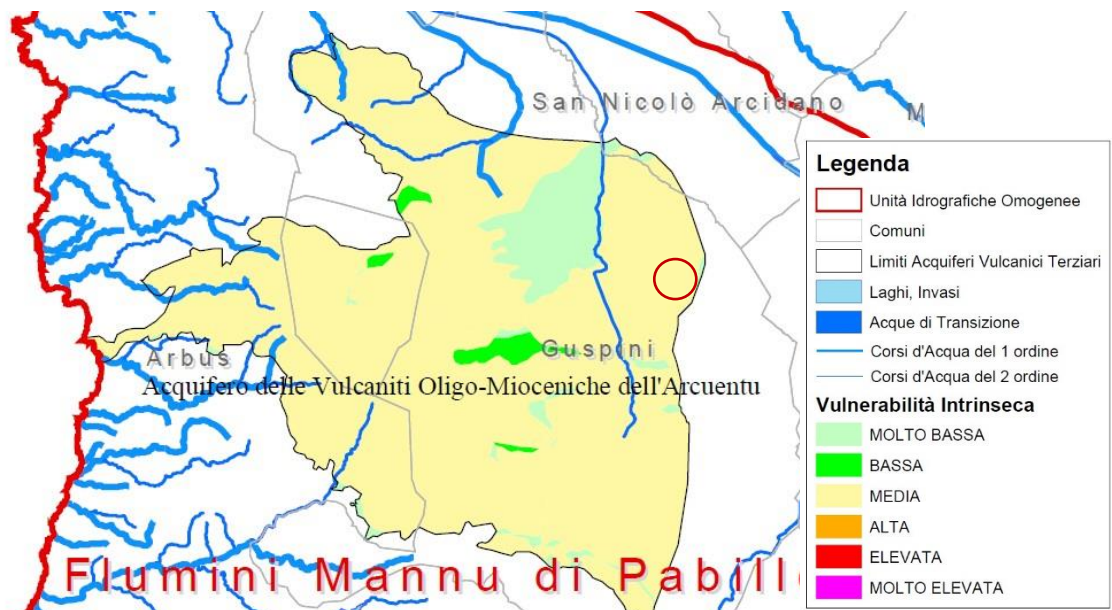 San Nicolò Arcidano
M
Arbus
Guspini
Acquifero delle Vulcaniti Oligo-Mioceniche dell'Arcuentu
Flumini Mannu di Pabill
Legenda
Unità Idrografiche Omogenee
Comuni
Limiti Acquiferi Vulcanici Terziari
Laghi, Invasi
Acque di Transizione
Corsi d'Acqua del 1 ordine
Corsi d'Acqua del 2 ordine
Vulnerabilità Intrinseca
MOLTO BASSA
BASSA
MEDIA
ALTA
ELEVATA
MOLTO ELEVATA